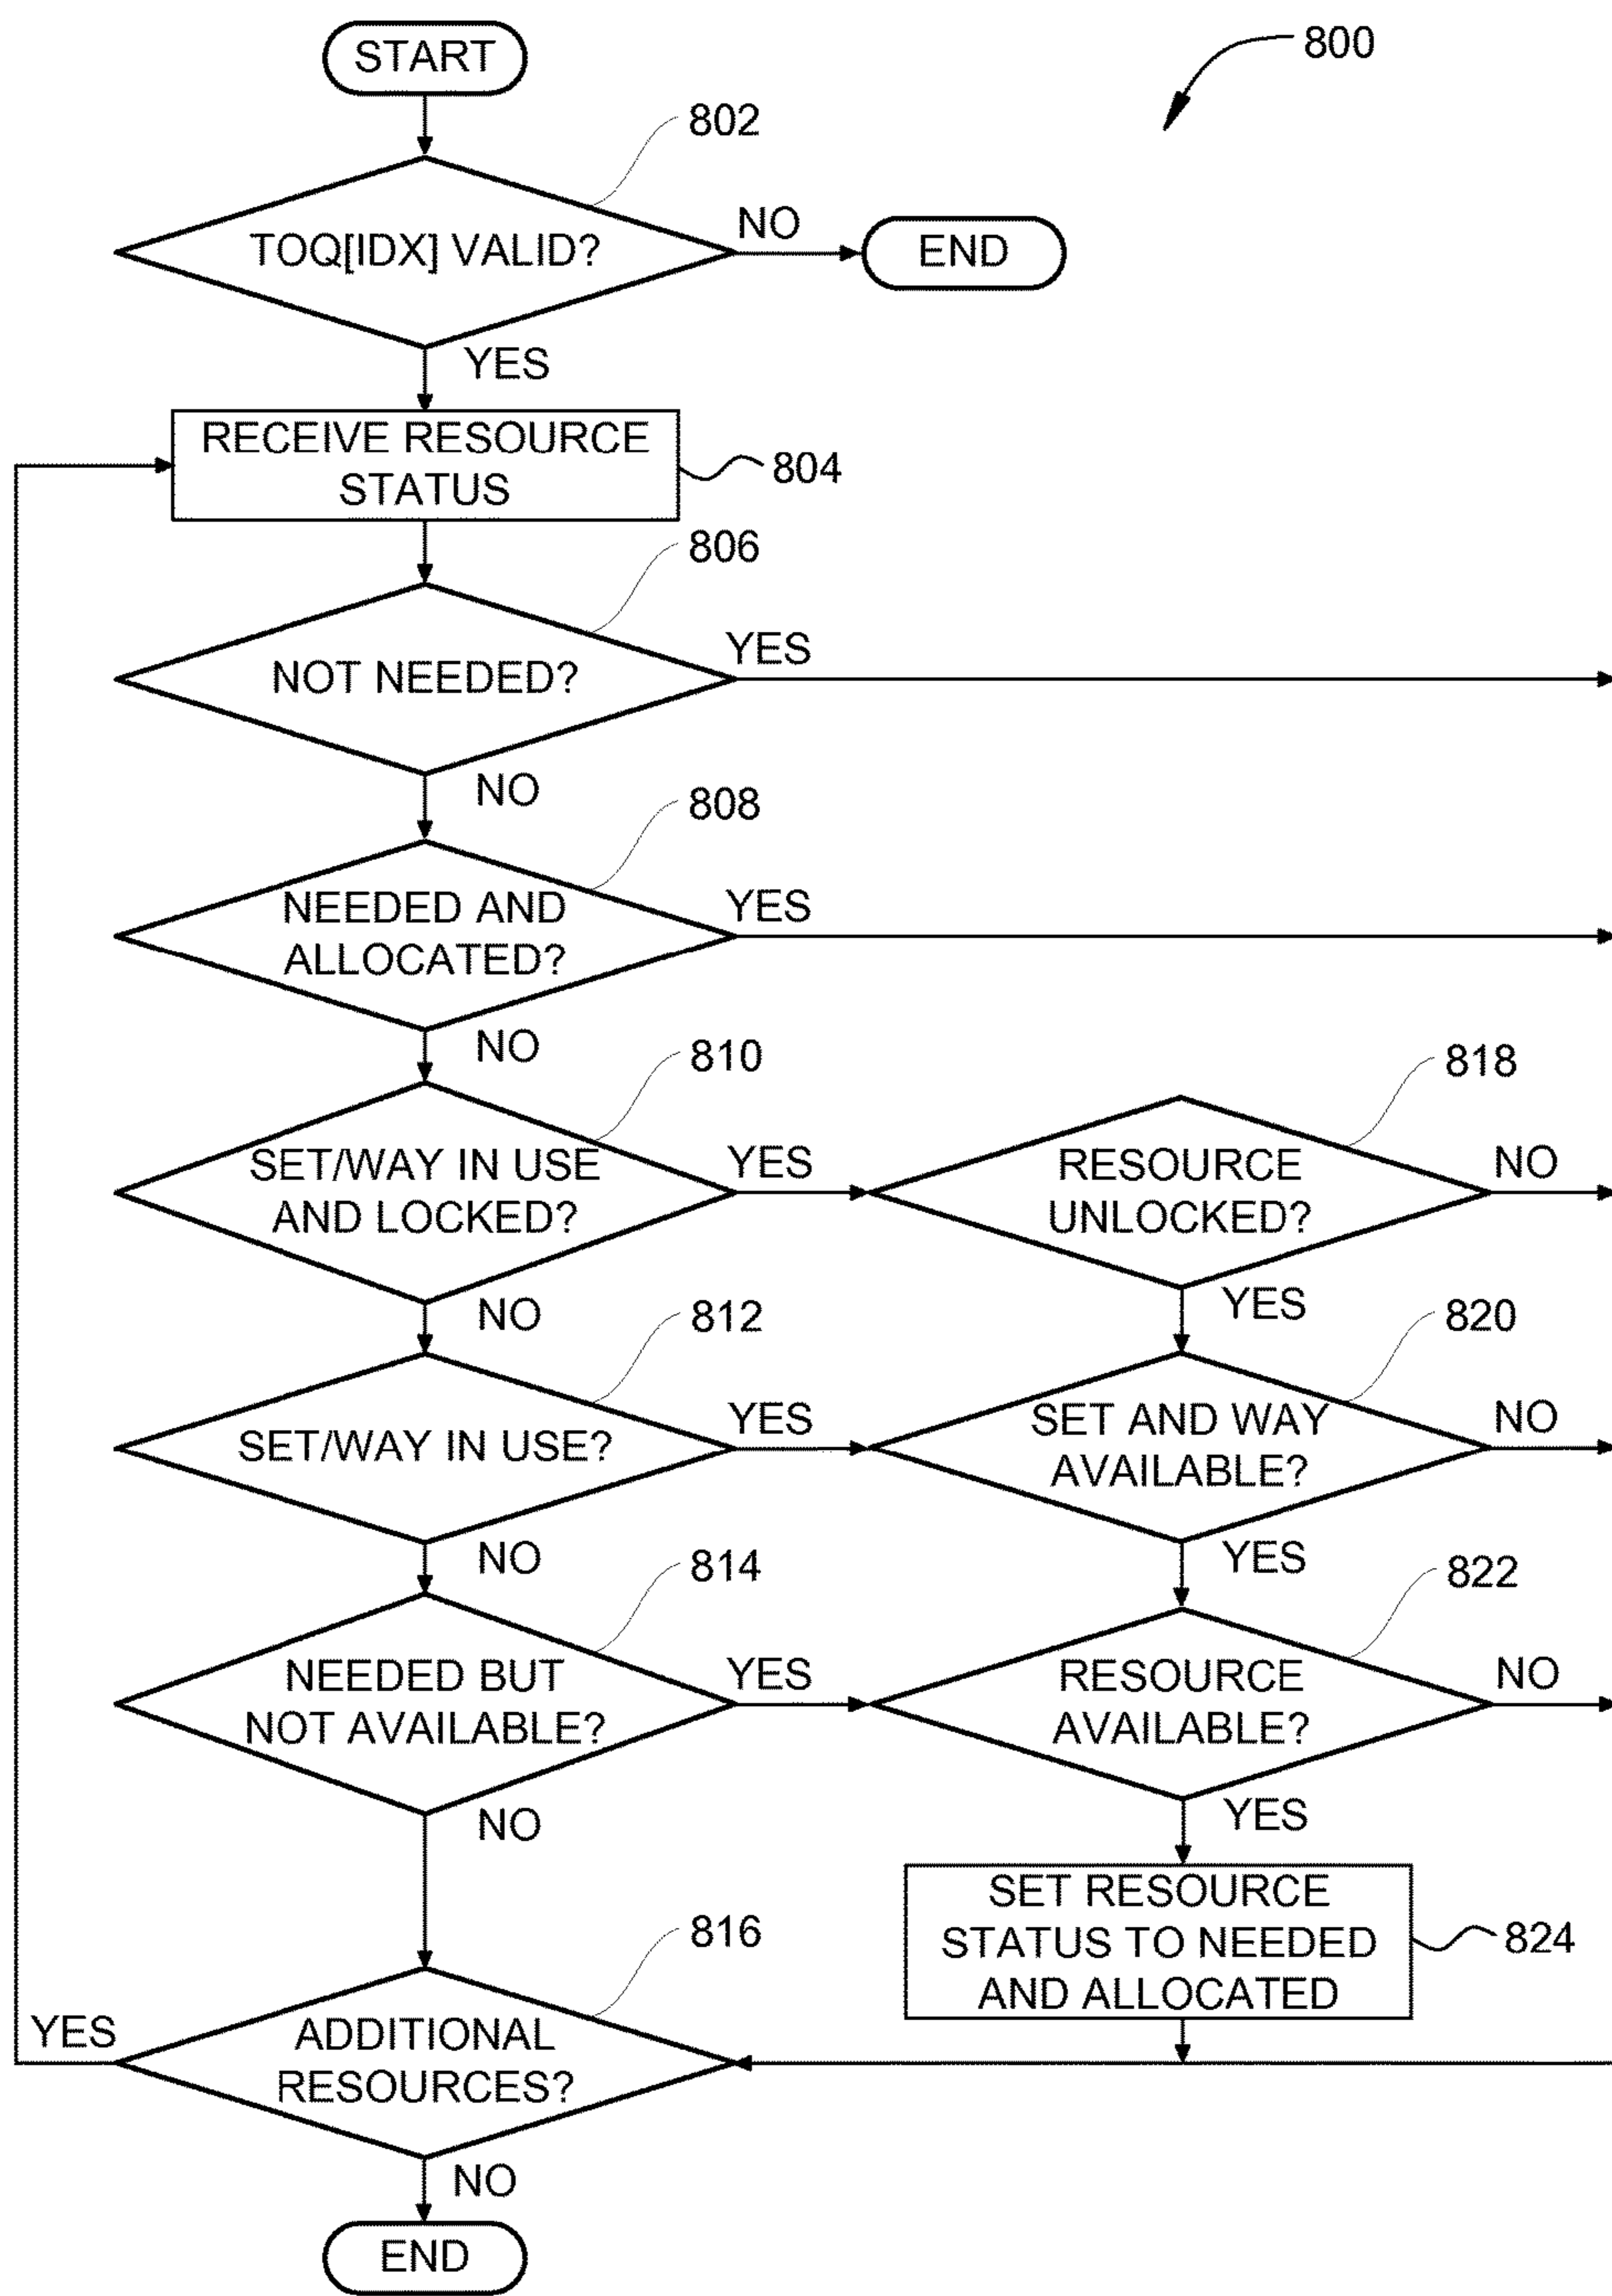 START
800
802
TOQ[IDX] VALID?
NO
END
YES
RECEIVE RESOURCE
STATUS
804
806
NOT NEEDED?
YES
NO
808
NEEDED AND
ALLOCATED?
YES
NO
810
SET/WAY IN USE
AND LOCKED?
YES
818
RESOURCE
UNLOCKED?
NO
NO
YES
812
SET/WAY IN USE?
YES
820
SET AND WAY
AVAILABLE?
NO
NO
YES
814
NEEDED BUT
NOT AVAILABLE?
YES
822
RESOURCE
AVAILABLE?
NO
NO
YES
SET RESOURCE
STATUS TO NEEDED
AND ALLOCATED
824
816
ADDITIONAL
RESOURCES?
YES
NO
END